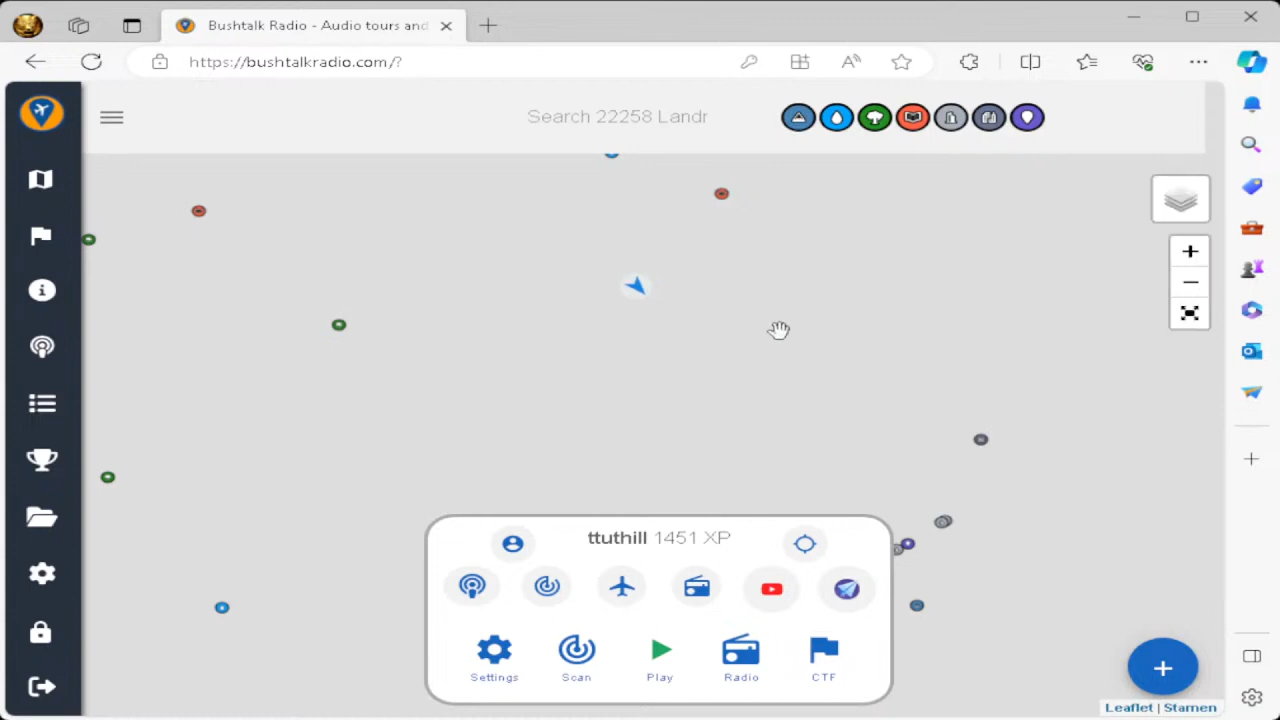 Bushtalk Radio - Audio tours and
https://bushtalkradio.com/?
Search 22258 Landr
ttuthill 1451 XP
Settings
Scan
Play
Radio
CTF
Leaflet | Stamen